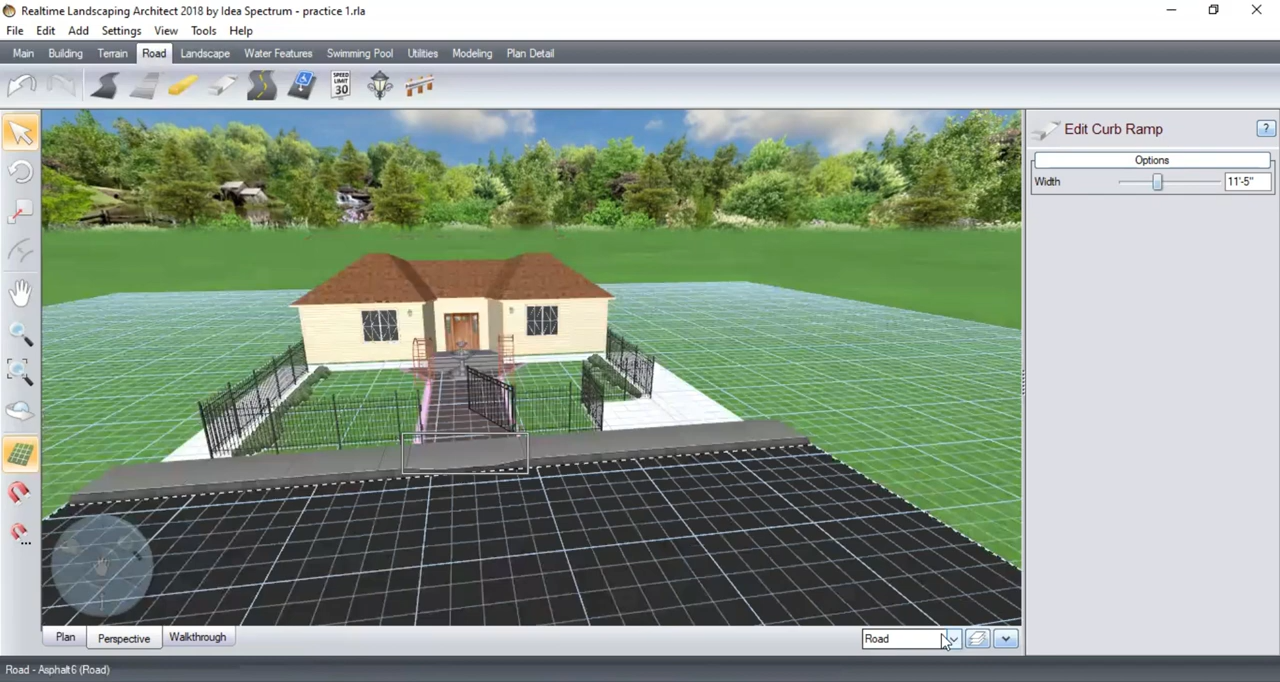 Realtime Landscaping Architect 2018 by Idea Spectrum - practice 1.rla
File Edit Add Settings View Tools Help
Main Building Terrain Road Landscape Water Features Swimming Pool Utilities Modeling Plan Detail
SPEED
LIMIT
30
Edit Curb Ramp ?
Options
Width 11'-5"
Plan Perspective Walkthrough Road
Road - Asphalt6 (Road)